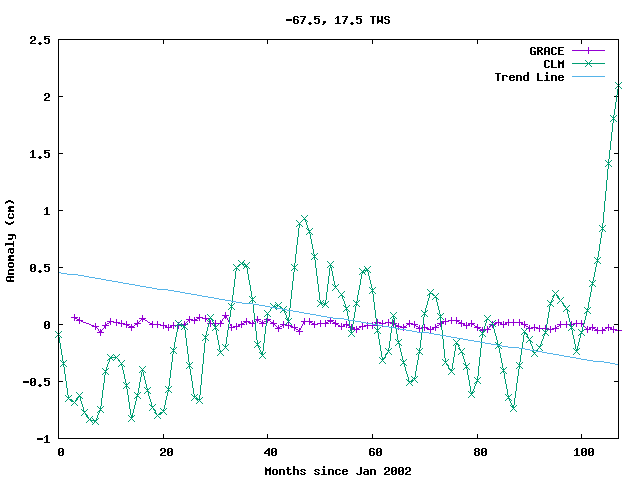 -67.5, 17.5 TWS
GRACE
CLM
Trend Line
2.5
2
1.5
1
0.5
0
-0.5
-1
Anomaly (cm)
0 20 40 60 80 100
Months since Jan 2002